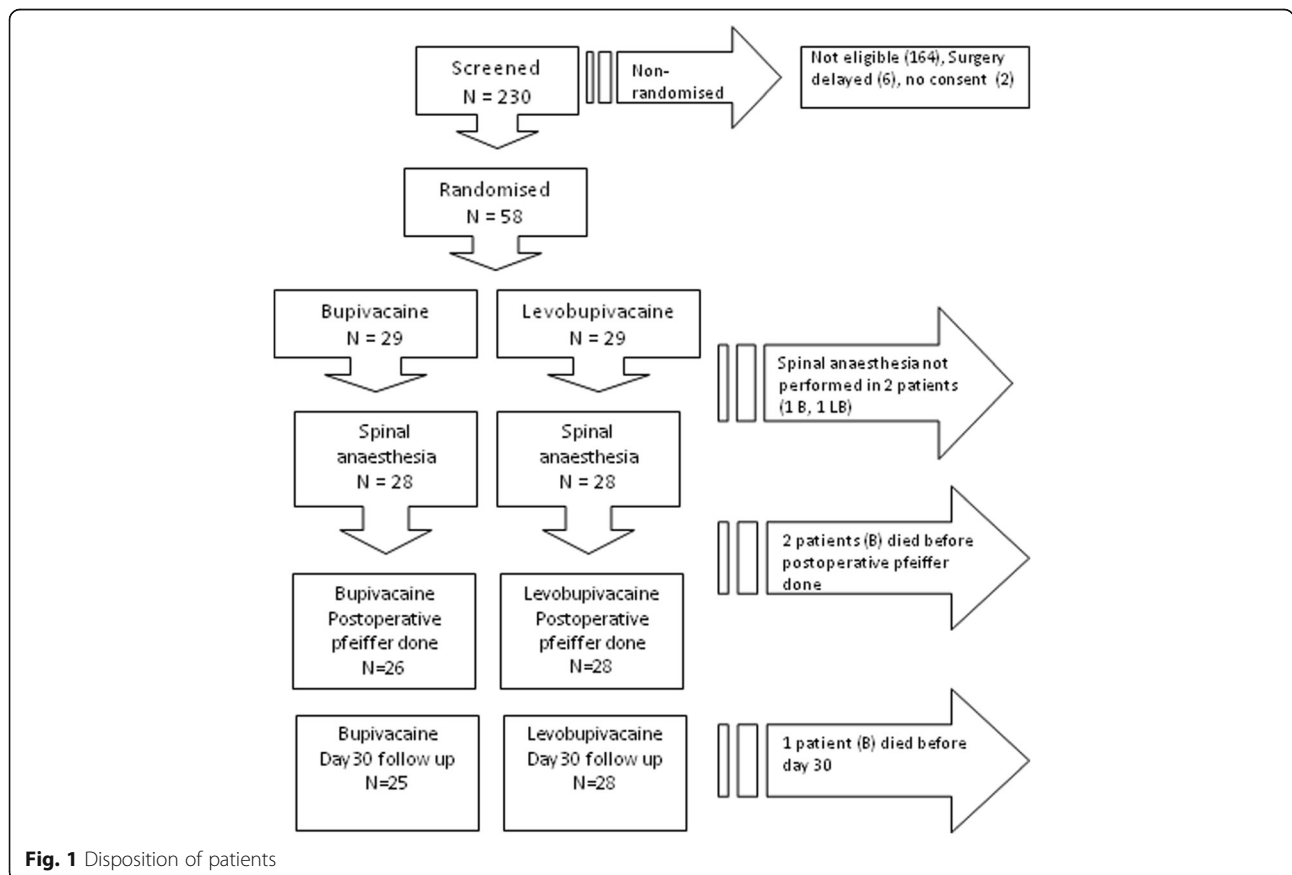 Screened
N = 230
Non-
randomised
Not eligible (164), Surgery
delayed (6), no consent (2)
Randomised
N = 58
Bupivacaine
N = 29
Levobupivacaine
N = 29
Spinal anaesthesia not
performed in 2 patients
(1 B, 1 LB)
Spinal
anaesthesia
N = 28
Spinal
anaesthesia
N = 28
2 patients (B) died before
postoperative pfeiffer
done
Bupivacaine
Postoperative
pfeiffer done
N=26
Levobupivacaine
Postoperative
pfeiffer done
N=28
Bupivacaine
Day 30 follow up
N=25
Levobupivacaine
Day 30 follow up
N=28
1 patient (B) died before
day 30
Fig. 1 Disposition of patients